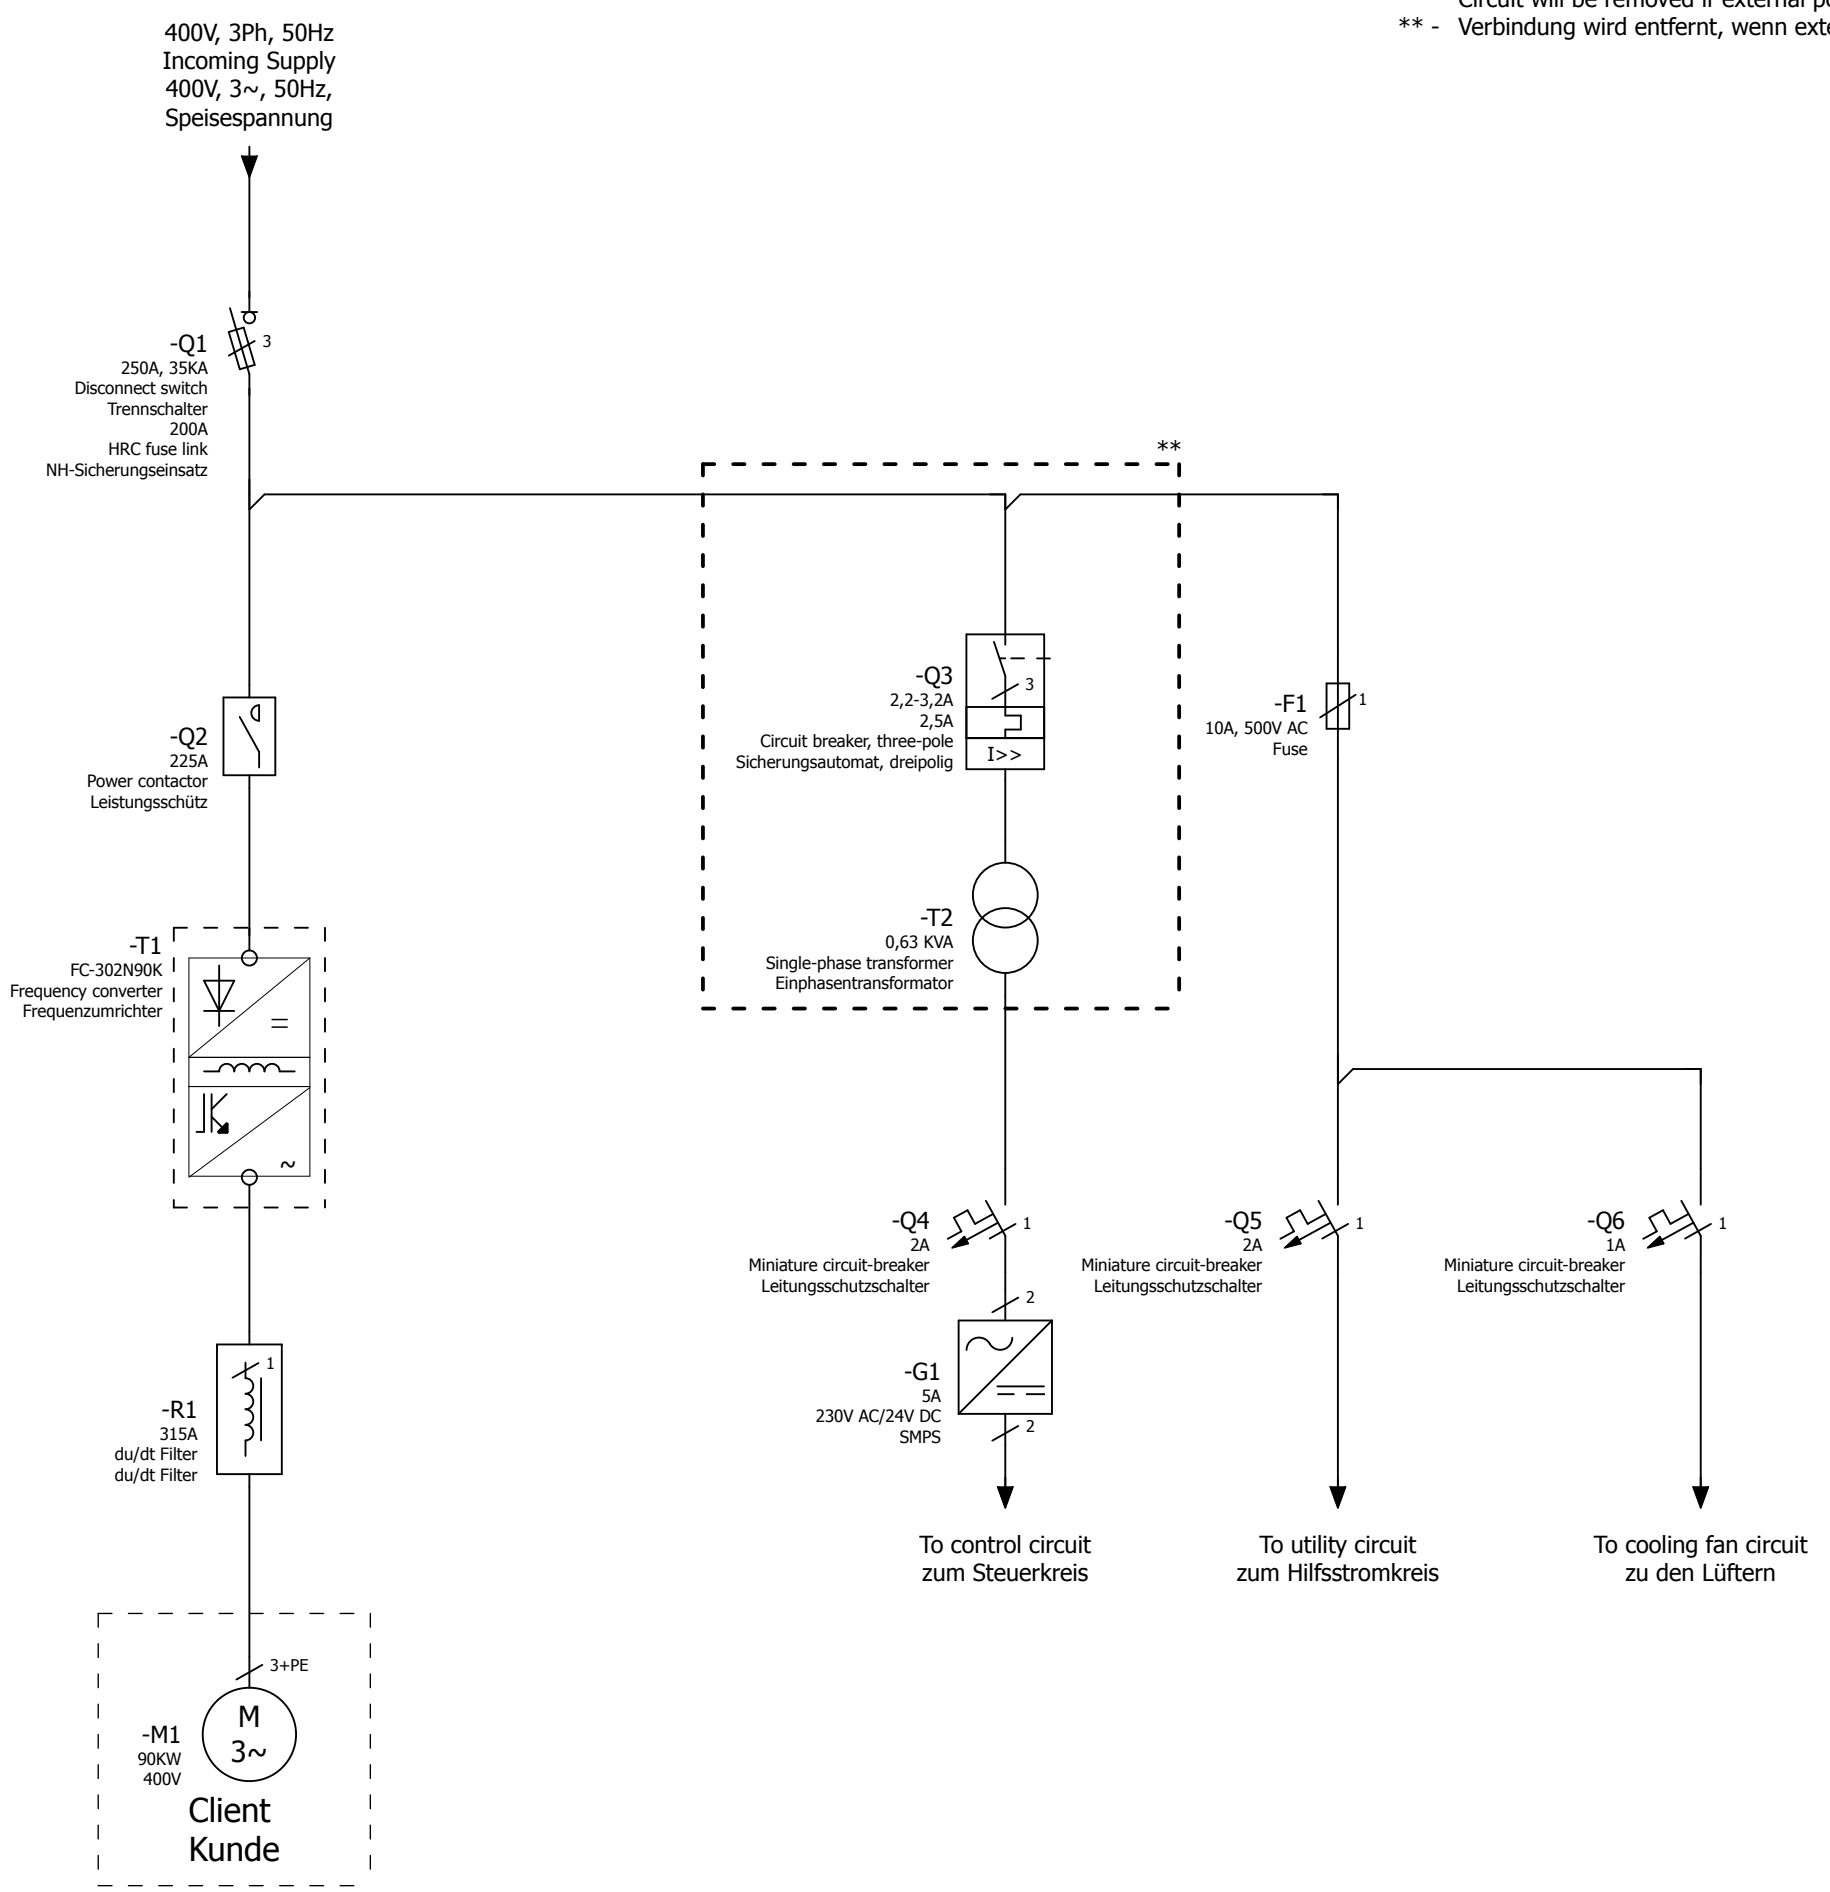 Circuit will be removed if external
** - Verbindung wird entfernt, wenn
400V, 3Ph, 50Hz
Incoming Supply
400V, 3~, 50Hz,
Speisespannung
-Q1
250A, 35KA
Disconnect switch
Trennschalter
200A
HRC fuse link
NH-Sicherungseinsatz
3
**
-Q2
225A
Power contactor
Leistungsschütz
-Q3
2,2-3,2A
2,5A
Circuit breaker, three-pole
Sicherungsautomat, dreipolig
3
I>>
-F1
10A, 500V AC
Fuse
1
-T1
FC-302N90K
Frequency converter
Frequenzumrichter
=
~
-T2
0,63 KVA
Single-phase transformer
Einphasentransformator
-Q4
2A
Miniature circuit-breaker
Leitungsschutzschalter
1
-Q5
2A
Miniature circuit-breaker
Leitungsschutzschalter
1
-Q6
1A
Miniature circuit-breaker
Leitungsschutzschalter
1
2
-G1
5A
230V AC/24V DC
SMPS
2
-R1
315A
du/dt Filter
du/dt Filter
1
To control circuit
zum Steuerkreis
To utility circuit
zum Hilfsstromkreis
To cooling fan circuit
zu den Lüftern
3+PE
M
3~
-M1
90KW
400V
Client
Kunde